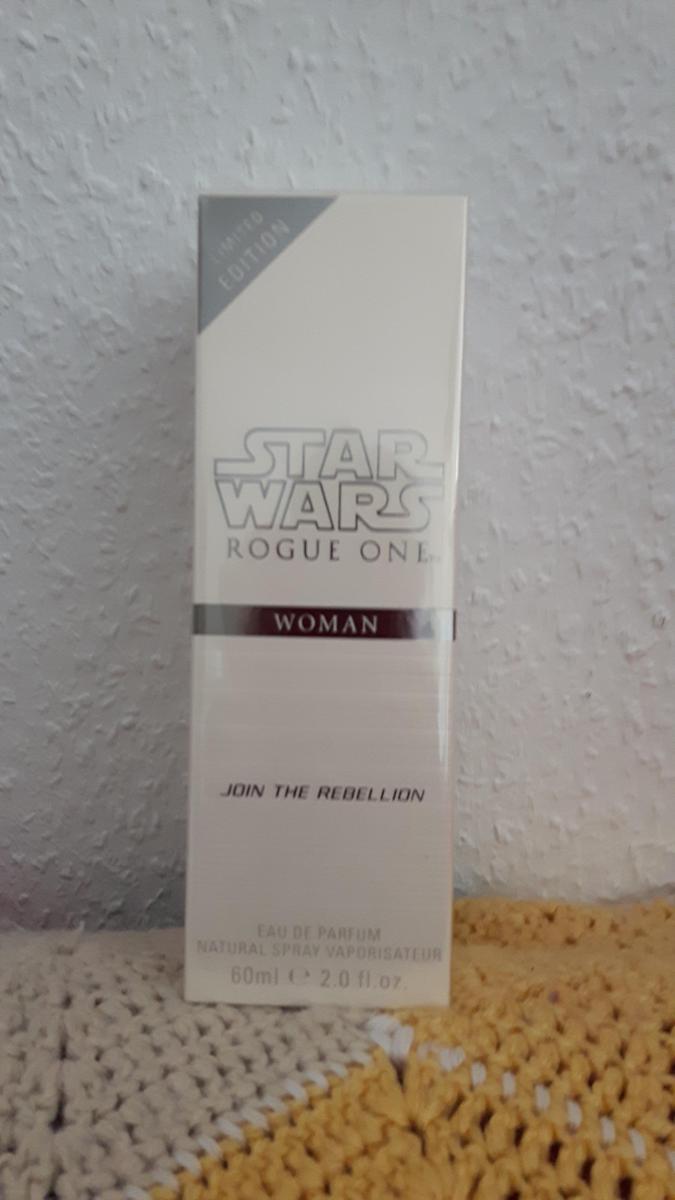 LIMITED
EDITION
STAR
WARS
ROGUE ONE
WOMAN
JOIN THE REBELLION
EAU DE PARFUM
NATURAL SPRAY VAPORISATEUR
60ml ℮ 2.0 fl.oz.